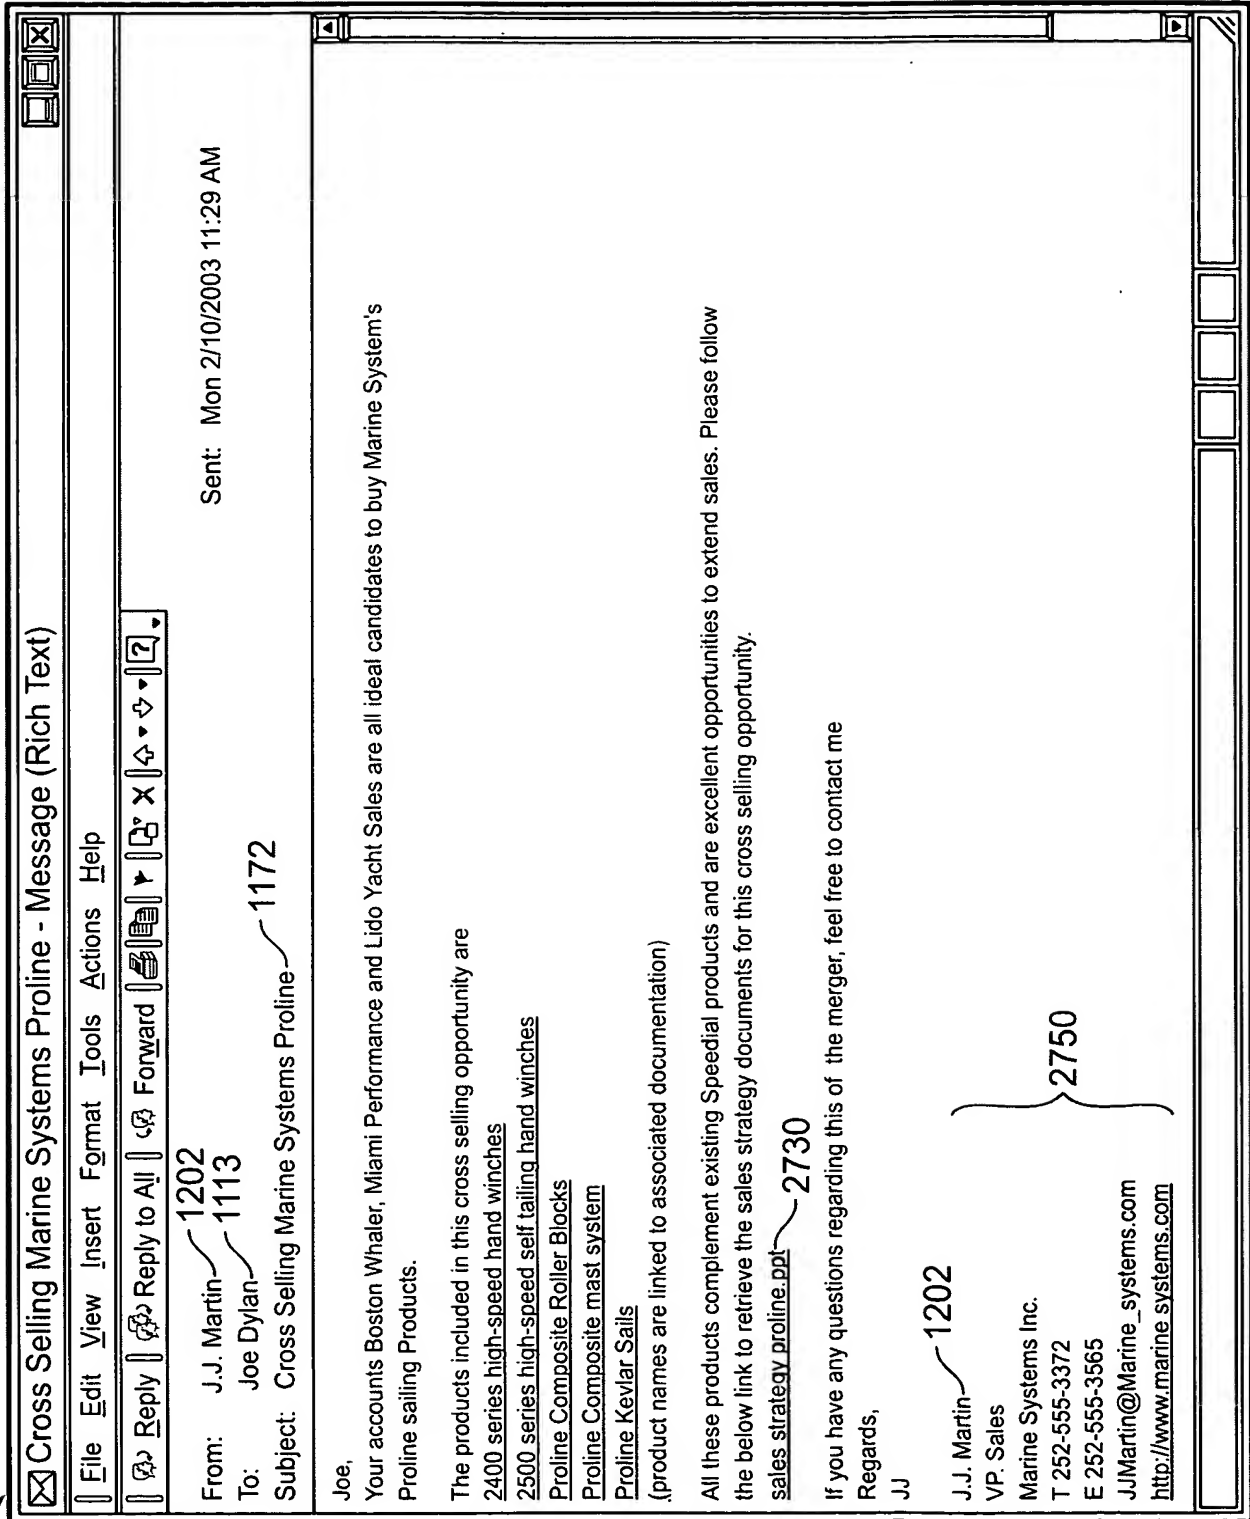 Cross Selling Marine Systems Proline - Message (Rich Text)
File Edit View Insert Format Tools Actions Help
Reply Reply to All Forward ?
From: J.J. Martin 1202 Sent: Mon 2/10/2003 11:29 AM
To: Joe Dylan 1113
Subject: Cross Selling Marine Systems Proline 1172
Joe,
Your accounts Boston Whaler, Miami Performance and Lido Yacht Sales are all ideal candidates to buy Marine System's
Proline sailing Products.
The products included in this cross selling opportunity are
2400 series high-speed hand winches
2500 series high-speed self tailing hand winches
Proline Composite Roller Blocks
Proline Composite mast system
Proline Kevlar Sails
(product names are linked to associated documentation)
All these products complement existing Speedial products and are excellent opportunities to extend sales. Please follow
the below link to retrieve the sales strategy documents for this cross selling opportunity.
sales strategy proline.ppt 2730
If you have any questions regarding this of the merger, feel free to contact me
Regards,
JJ
J.J. Martin 1202
VP. Sales
Marine Systems Inc.
T 252-555-3372
E 252-555-3565
JJMartin@Marine_systems.com
http://www.marine systems.com
2750